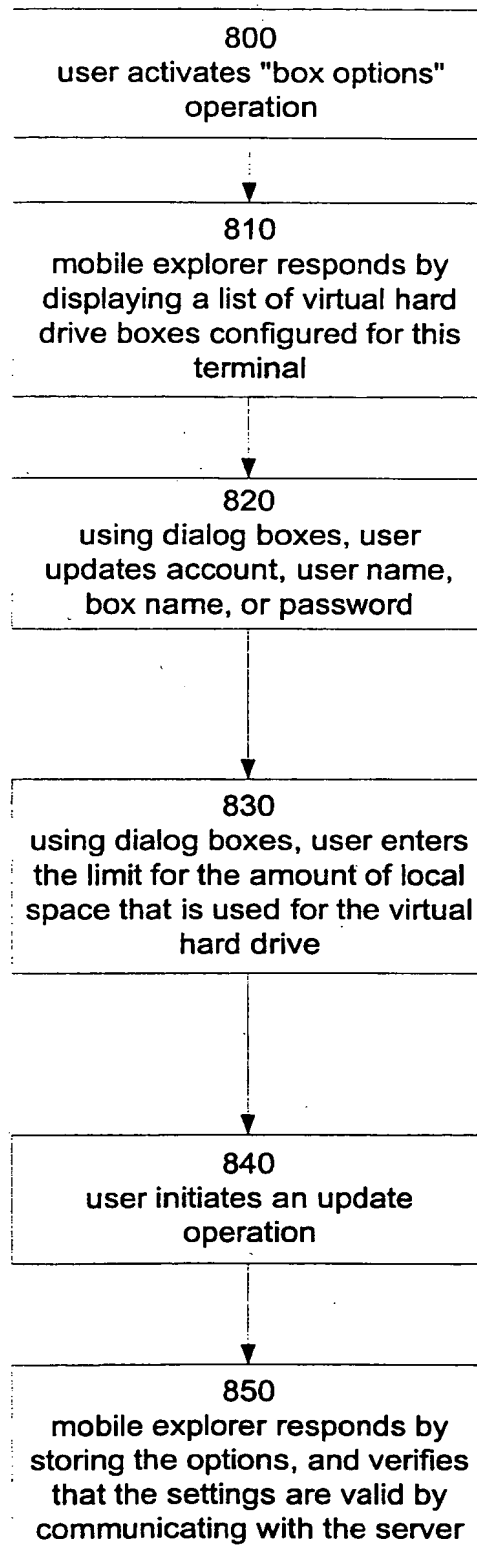 800
user activates "box options"
operation
810
mobile explorer responds by
displaying a list of virtual hard
drive boxes configured for this
terminal
820
using dialog boxes, user
updates account, user name,
box name, or password
830
using dialog boxes, user enters
the limit for the amount of local
space that is used for the virtual
hard drive
840
user initiates an update
operation
850
mobile explorer responds by
storing the options, and verifies
that the settings are valid by
communicating with the server